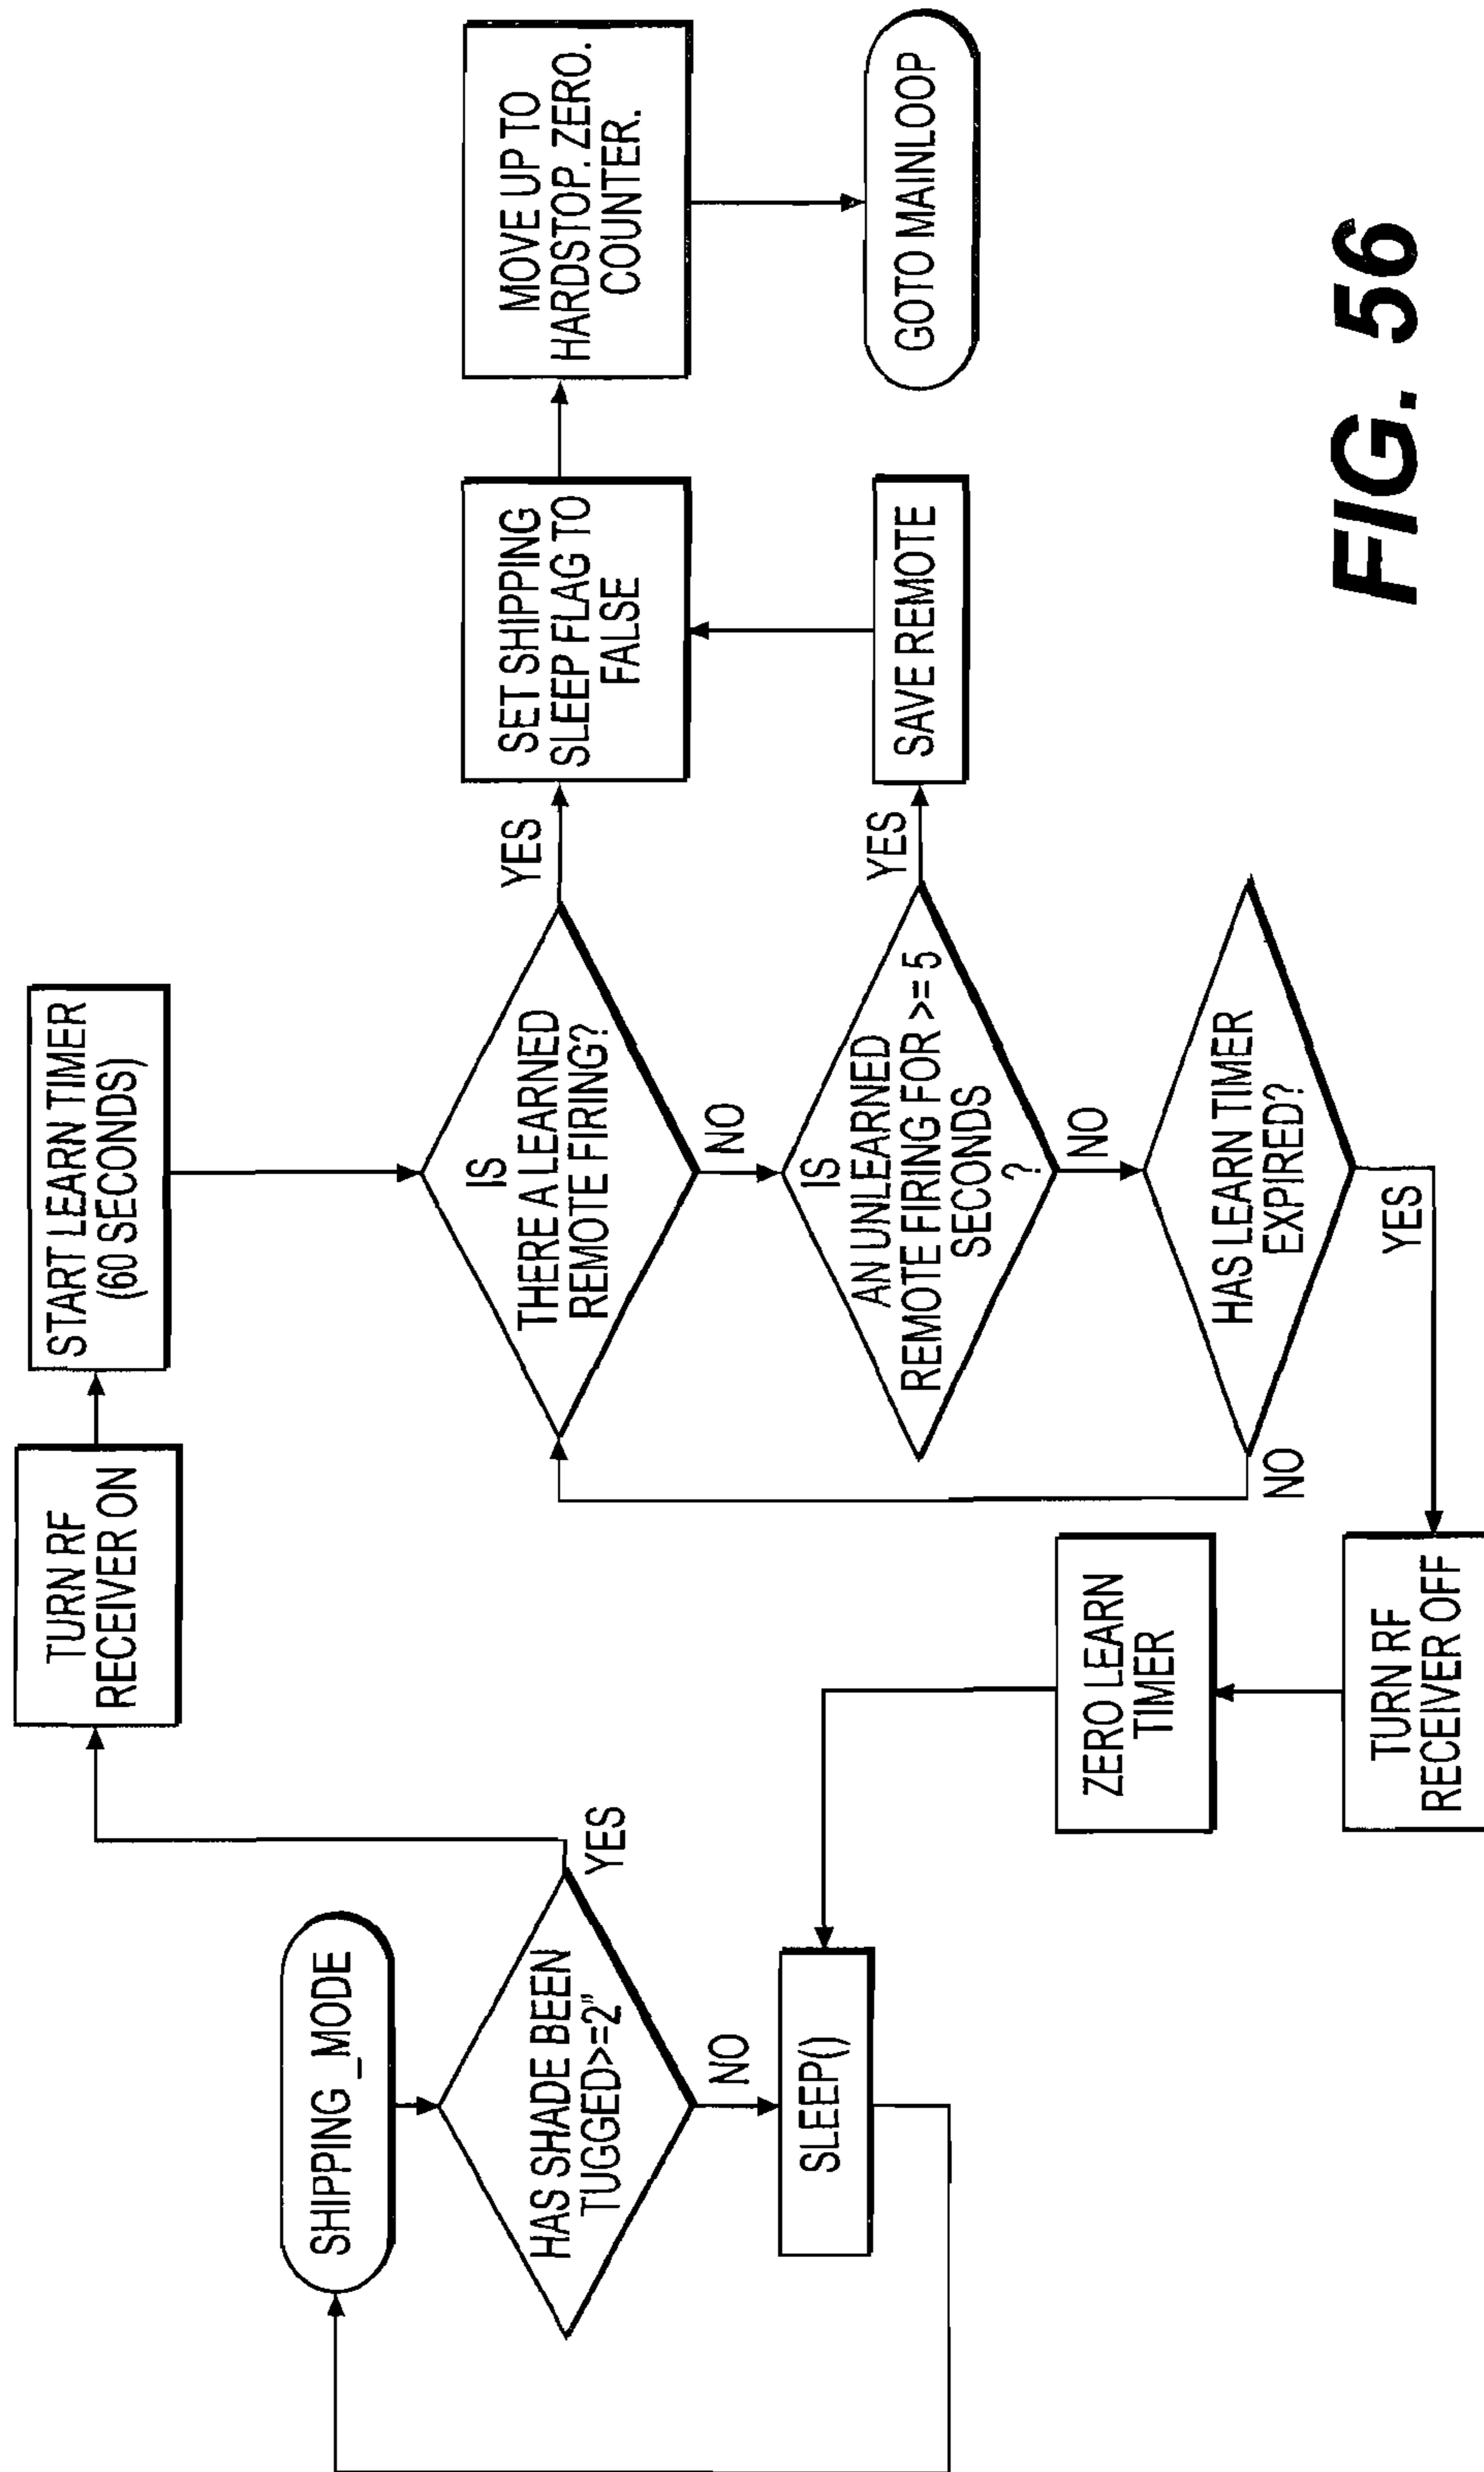 SHIPPING_MODE
HAS SHADE BEEN
TUGGED>=2"
YES
NO
SLEEP()
TURN RF
RECEIVER ON
START LEARN TIMER
(60 SECONDS)
IS
THERE A LEARNED
REMOTE FIRING?
YES
NO
IS
AN UNLEARNED
REMOTE FIRING FOR >= 5
SECONDS
?
YES
NO
HAS LEARN TIMER
EXPIRED?
NO
YES
TURN RF
RECEIVER OFF
ZERO LEARN
TIMER
SAVE REMOTE
SET SHIPPING
SLEEP FLAG TO
FALSE
MOVE UP TO
HARDSTOP. ZERO.
COUNTER.
GOTO MAINLOOP
FIG. 56